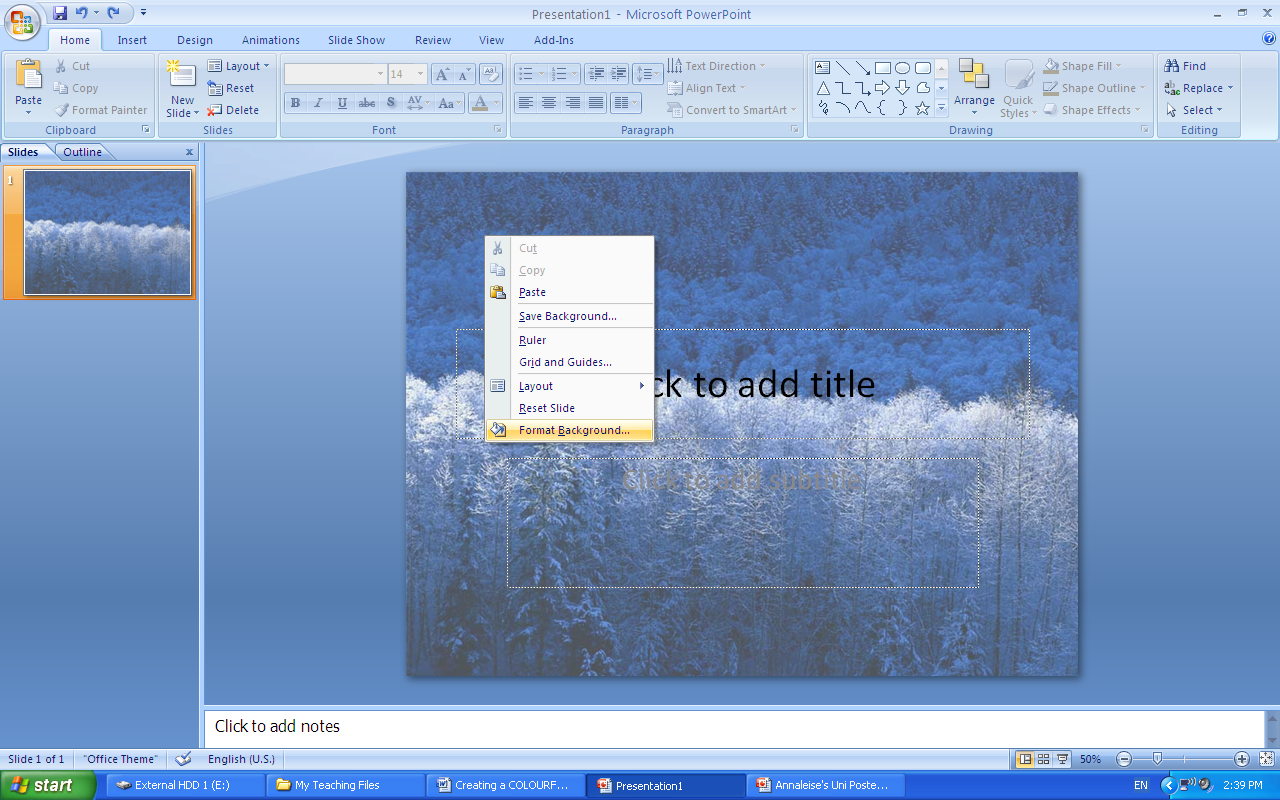 Presentation1 - Microsoft PowerPoint
Home Insert Design Animations Slide Show Review View Add-Ins
Paste
Cut
Copy
Format Painter
Clipboard
New
Slide
Layout
Reset
Delete
Slides
14
B I U abc S AV Aa A
Font
Text Direction
Align Text
Convert to SmartArt
Paragraph
Arrange
Quick
Styles
Shape Fill
Shape Outline
Shape Effects
Drawing
Find
Replace
Select
Editing
Slides Outline x
1
Cut
Copy
Paste
Save Background...
Ruler
Grid and Guides...
Layout
Reset Slide
Format Background...
ck to add title
Click to add subtitle
Click to add notes
Slide 1 of 1 "Office Theme" English (U.S.) 50%
start External HDD 1 (E:) My Teaching Files Creating a COLOURF... Presentation1 Annaleise's Uni Poste... EN 2:39 PM